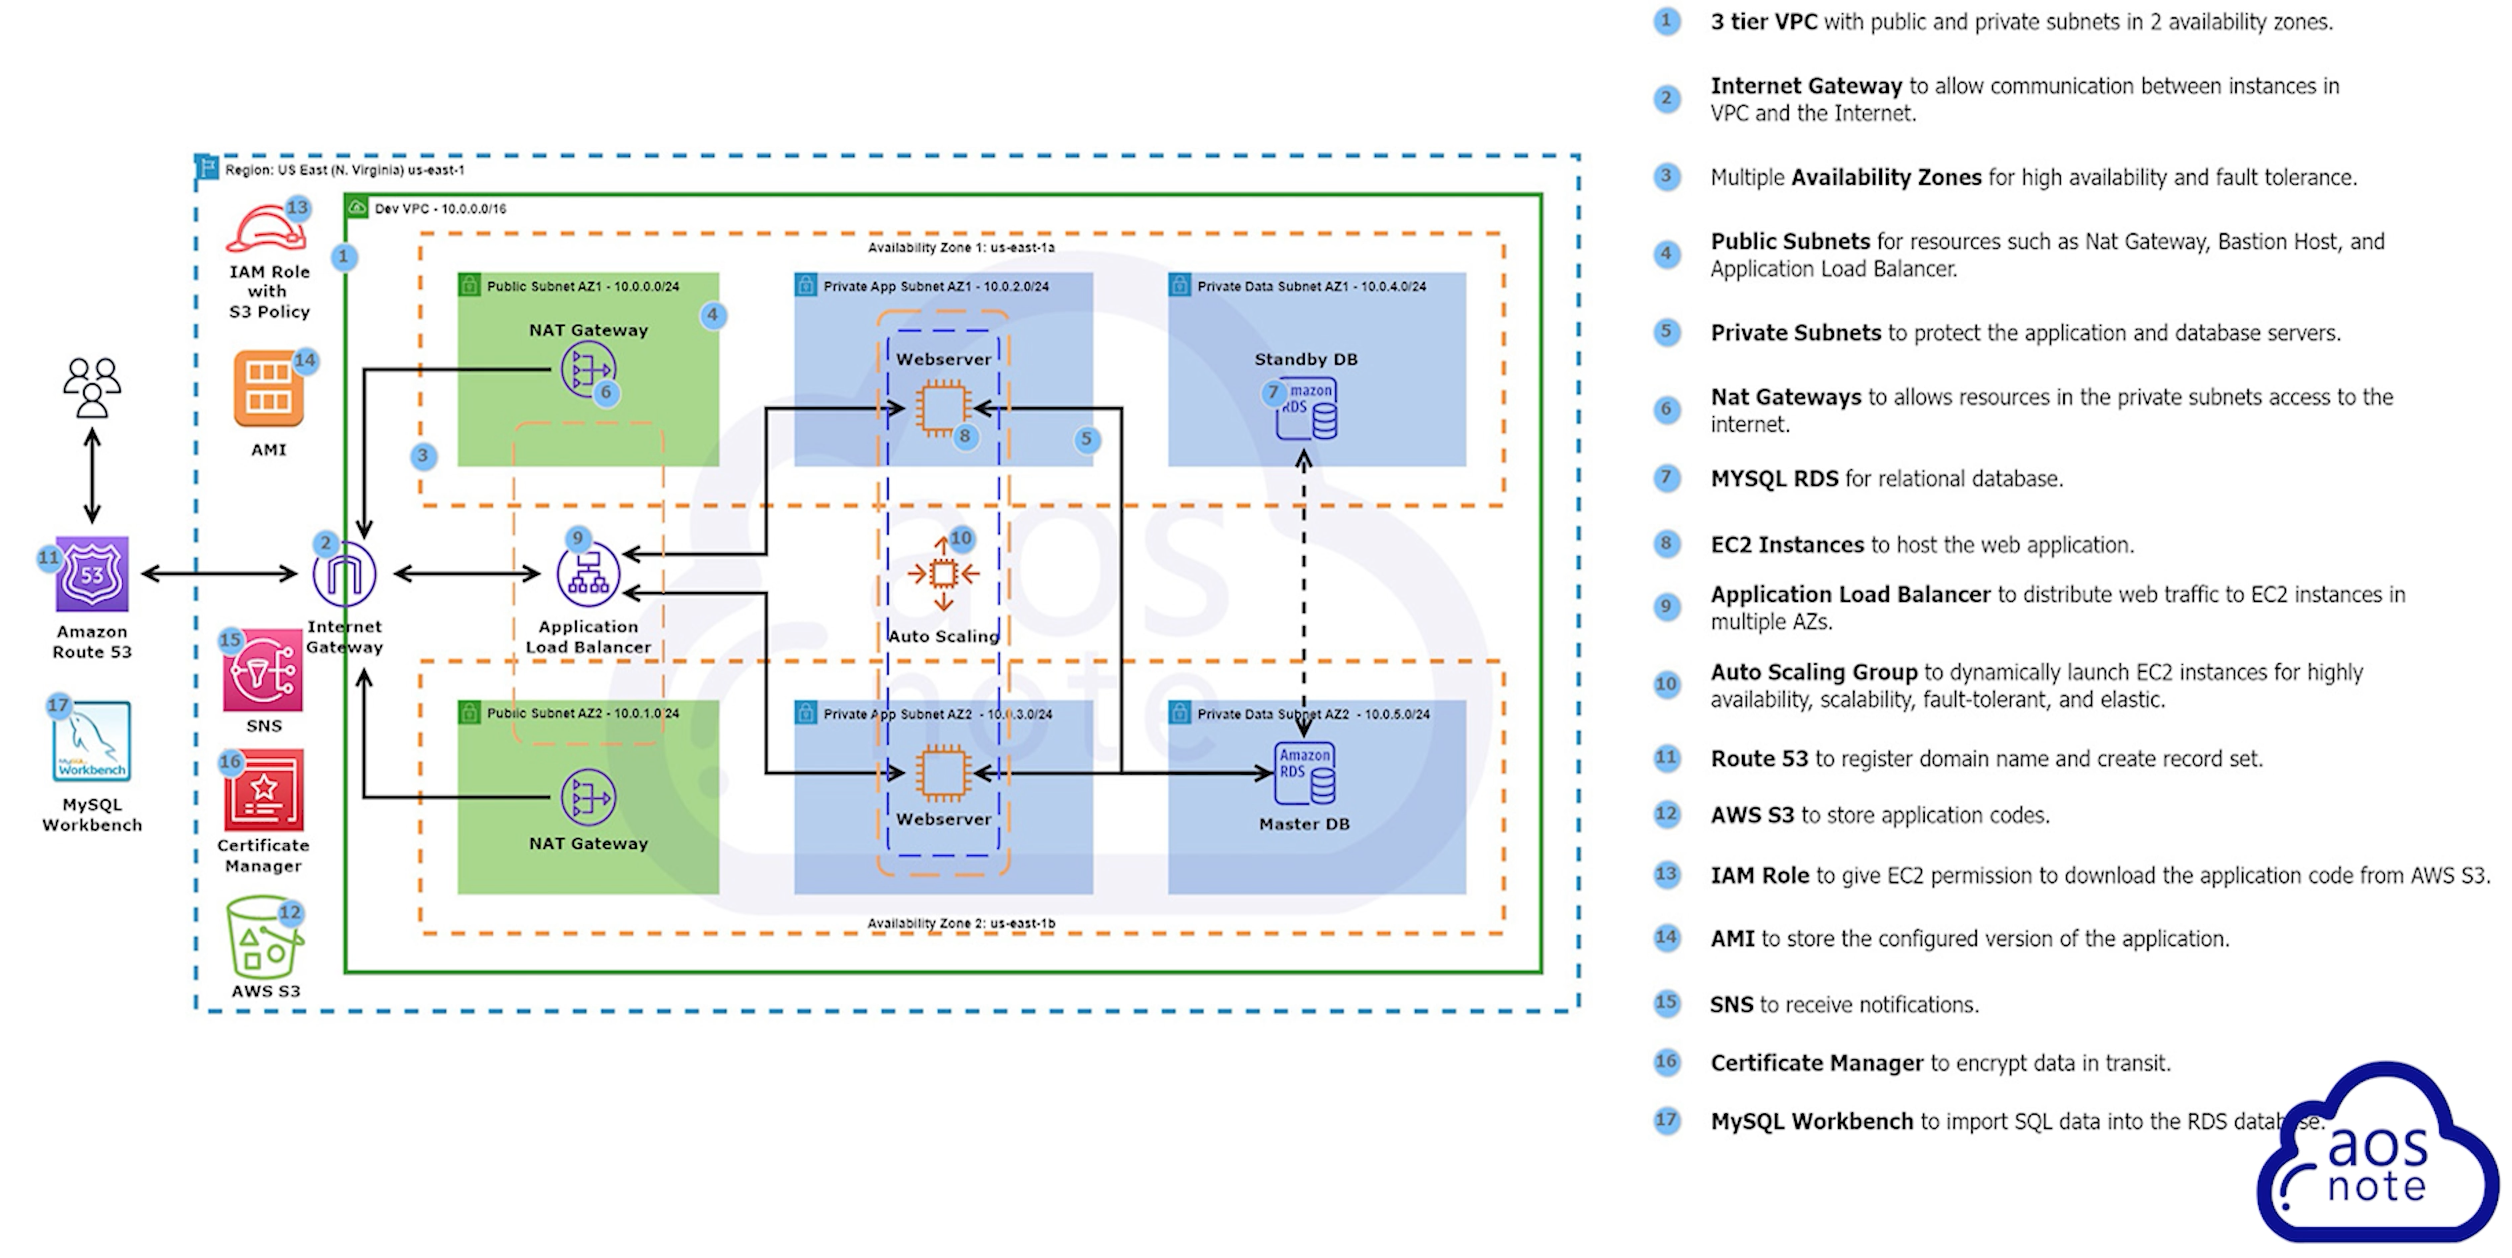 Region: US East (N. Virginia) us-east-1
13
IAM Role
with
S3 Policy
14
AMI
11
53
Amazon
Route 53
17
MySQL
Workbench
MySQL
Workbench
2
Internet
Gateway
15
SNS
16
Certificate
Manager
12
AWS S3
1
Dev VPC - 10.0.0.0/16
Availability Zone 1: us-east-1a
3
Public Subnet AZ1 - 10.0.0.0/24
4
NAT Gateway
6
Private App Subnet AZ1 - 10.0.2.0/24
Webserver
8
5
Private Data Subnet AZ1 - 10.0.4.0/24
Standby DB
7
mazon
RDS
9
Application
Load Balancer
10
Auto Scaling
aos
note
Public Subnet AZ2 - 10.0.1.0/24
NAT Gateway
Private App Subnet AZ2 - 10.0.3.0/24
Webserver
Private Data Subnet AZ2 - 10.0.5.0/24
Amazon
RDS
Master DB
Availability Zone 2: us-east-1b
1 3 tier VPC with public and private subnets in 2 availability zones.
2 Internet Gateway to allow communication between instances in
VPC and the Internet.
3 Multiple Availability Zones for high availability and fault tolerance.
4 Public Subnets for resources such as Nat Gateway, Bastion Host, and
Application Load Balancer.
5 Private Subnets to protect the application and database servers.
6 Nat Gateways to allows resources in the private subnets access to the
internet.
7 MYSQL RDS for relational database.
8 EC2 Instances to host the web application.
9 Application Load Balancer to distribute web traffic to EC2 instances in
multiple AZs.
10 Auto Scaling Group to dynamically launch EC2 instances for highly
availability, scalability, fault-tolerant, and elastic.
11 Route 53 to register domain name and create record set.
12 AWS S3 to store application codes.
13 IAM Role to give EC2 permission to download the application code from AWS S3.
14 AMI to store the configured version of the application.
15 SNS to receive notifications.
16 Certificate Manager to encrypt data in transit.
17 MySQL Workbench to import SQL data into the RDS database.
aos
note